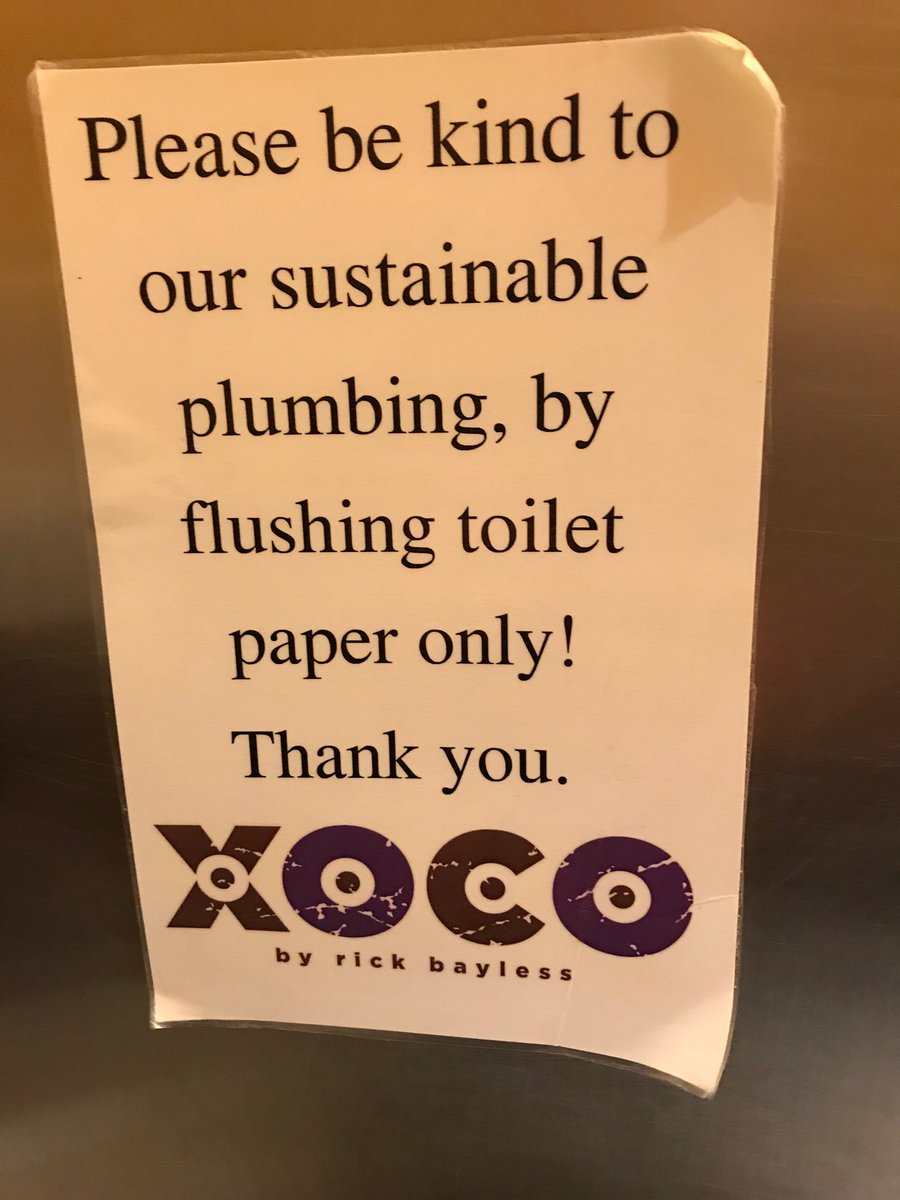 Please be kind to
our sustainable
plumbing, by
flushing toilet
paper only!
Thank you.
XOCO
by rick bayless